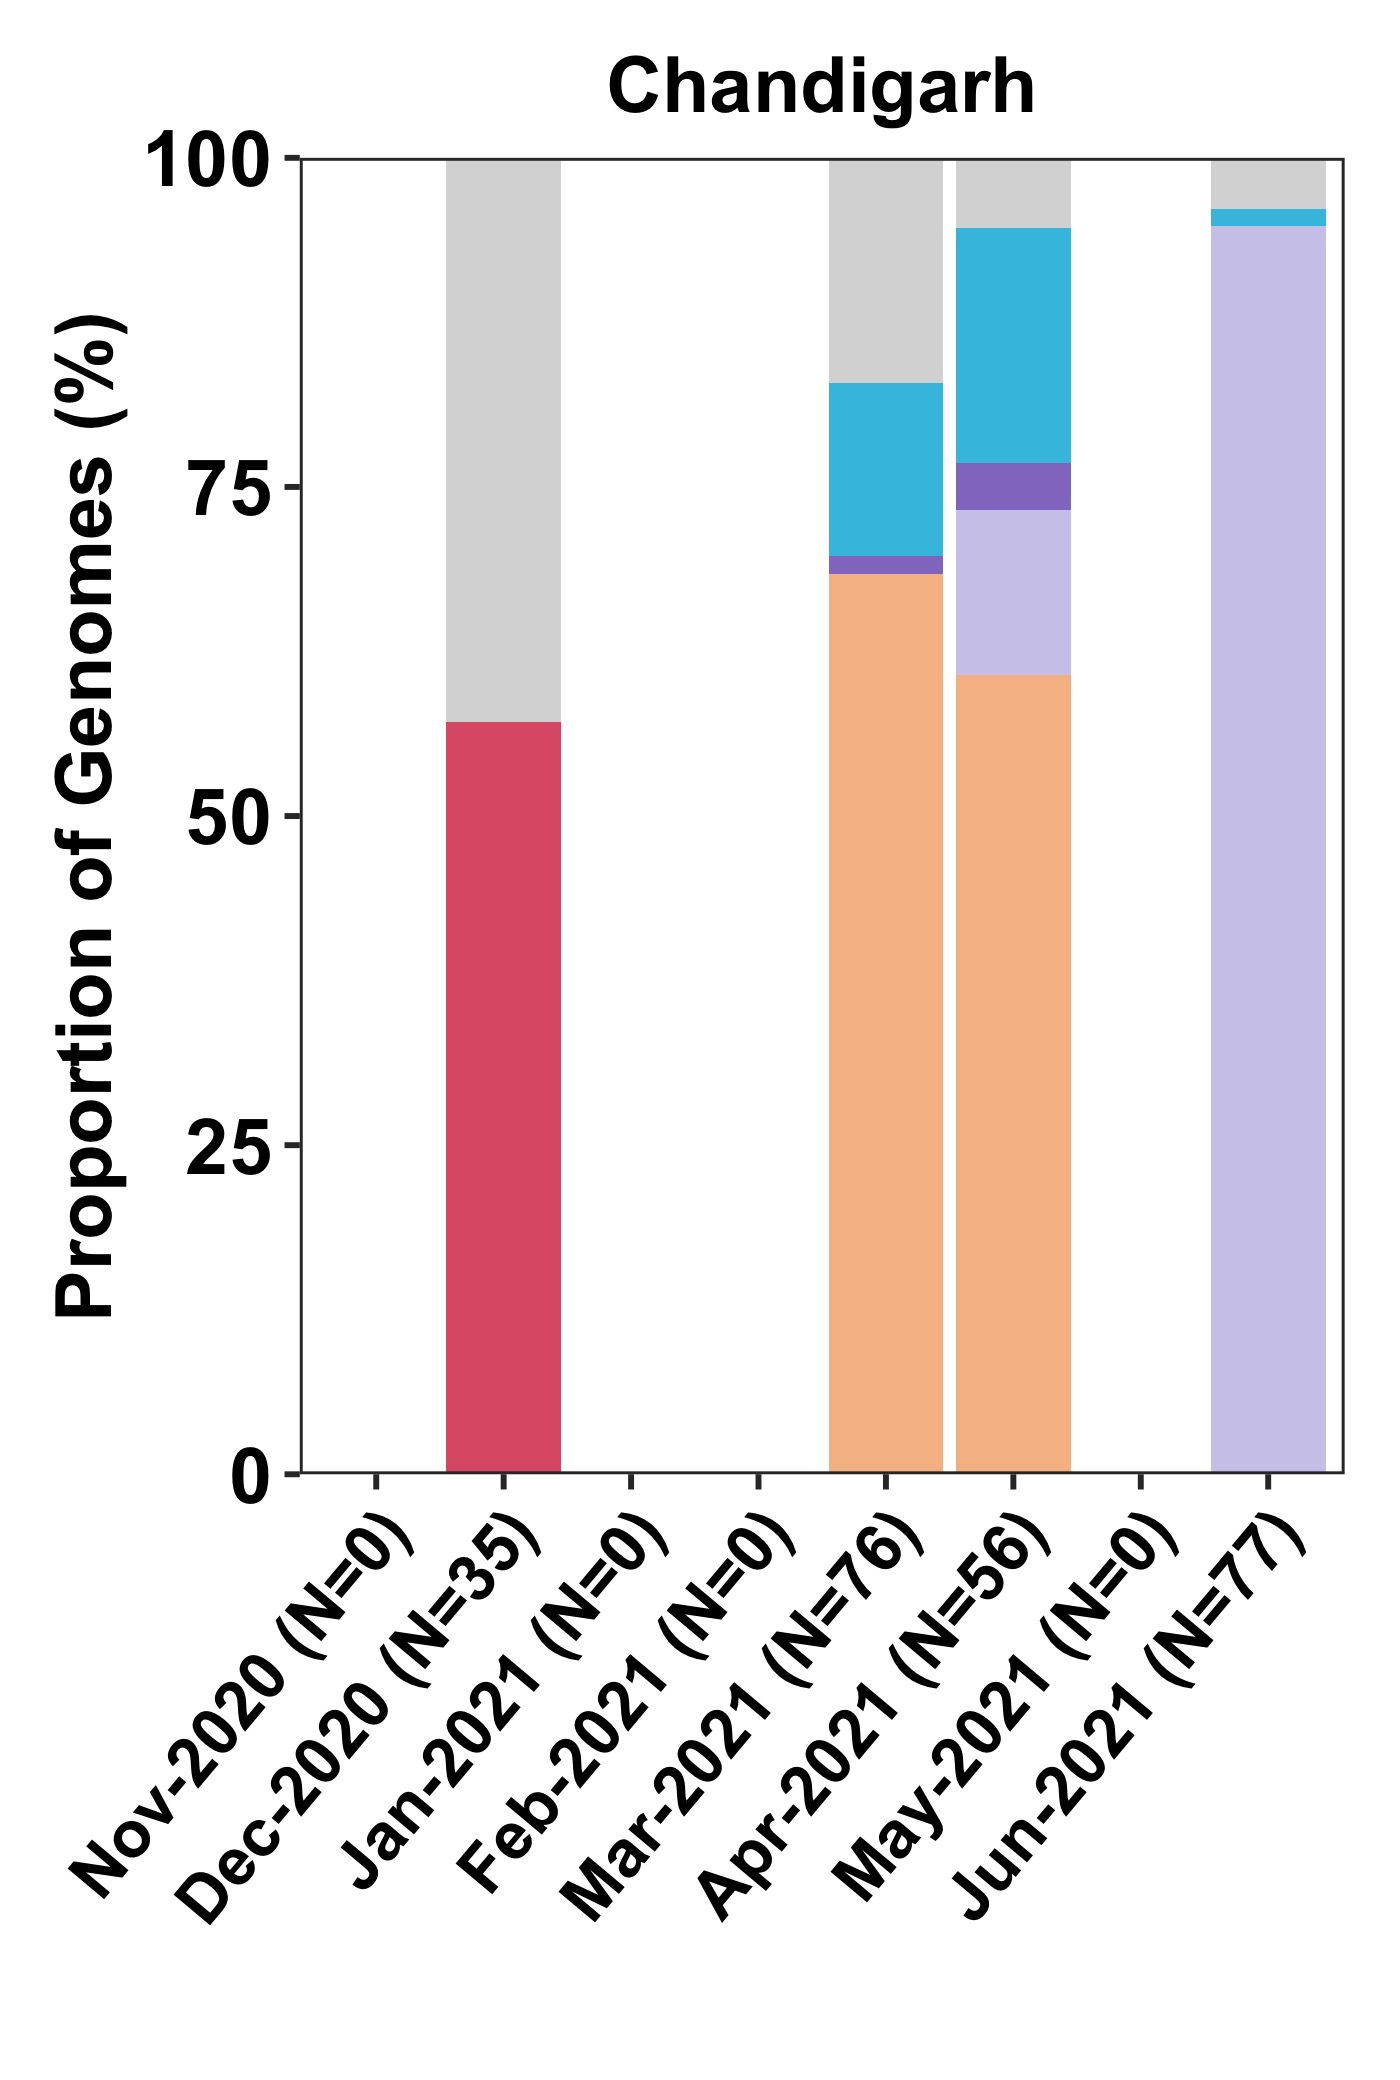 Chandigarh
Proportion of Genomes (%)
100
75
50
25
0
Nov-2020 (N=0)
Dec-2020 (N=35)
Jan-2021 (N=0)
Feb-2021 (N=0)
Mar-2021 (N=76)
Apr-2021 (N=56)
May-2021 (N=0)
Jun-2021 (N=77)